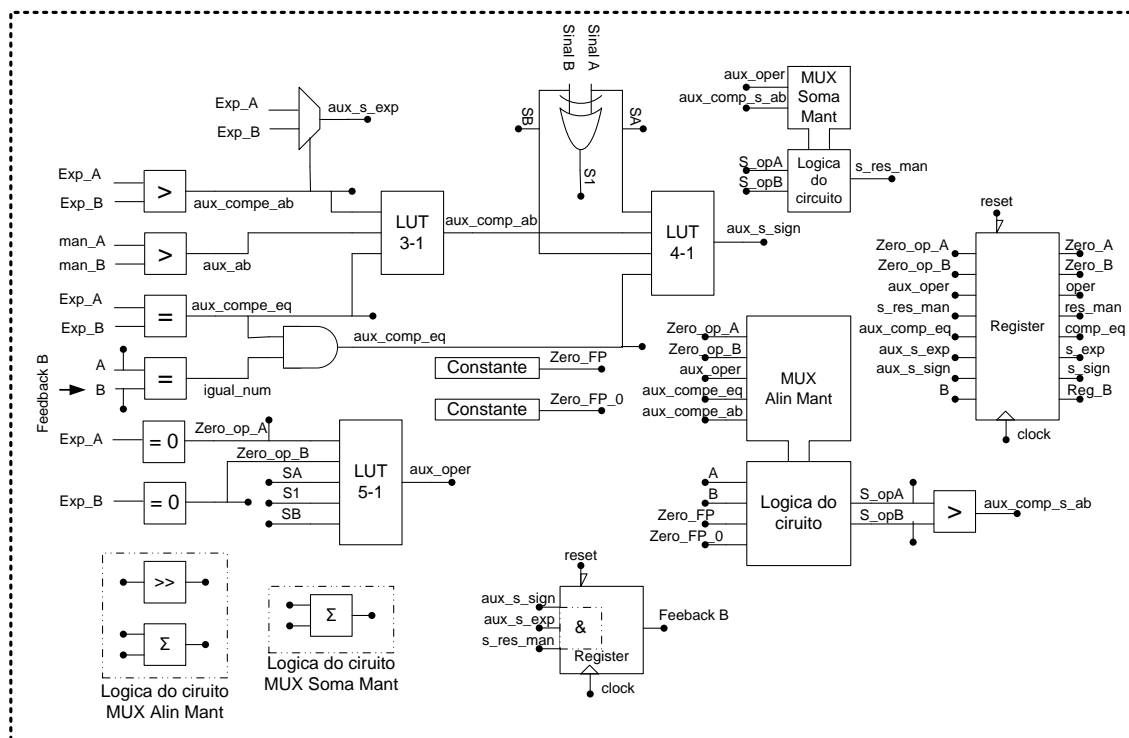 Sinal B
Sinal A
Exp_A
Exp_B
aux_s_exp
SB
SA
S1
aux_oper
aux_comp_s_ab
MUX
Soma
Mant
S_opA
S_opB
Logica
do
circuito
s_res_man
Exp_A
Exp_B
>
aux_compe_ab
man_A
man_B
>
aux_ab
LUT
3-1
aux_comp_ab
LUT
4-1
aux_s_sign
Exp_A
Exp_B
=
aux_compe_eq
Feedback B
A
B
=
igual_num
aux_comp_eq
Constante
Zero_FP
Constante
Zero_FP_0
reset
Zero_op_A
Zero_op_B
aux_oper
s_res_man
aux_comp_eq
aux_s_exp
aux_s_sign
B
Register
Zero_A
Zero_B
oper
res_man
comp_eq
s_exp
s_sign
Reg_B
clock
Zero_op_A
Zero_op_B
aux_oper
aux_compe_eq
aux_compe_ab
MUX
Alin Mant
Exp_A
= 0
Zero_op_A
Exp_B
= 0
Zero_op_B
SA
S1
SB
LUT
5-1
aux_oper
A
B
Zero_FP
Zero_FP_0
Logica do
ciruito
S_opA
S_opB
>
aux_comp_s_ab
>>
Σ
Logica do ciruito
MUX Alin Mant
Σ
Logica do ciruito
MUX Soma Mant
reset
aux_s_sign
aux_s_exp
s_res_man
&
Register
Feeback B
clock